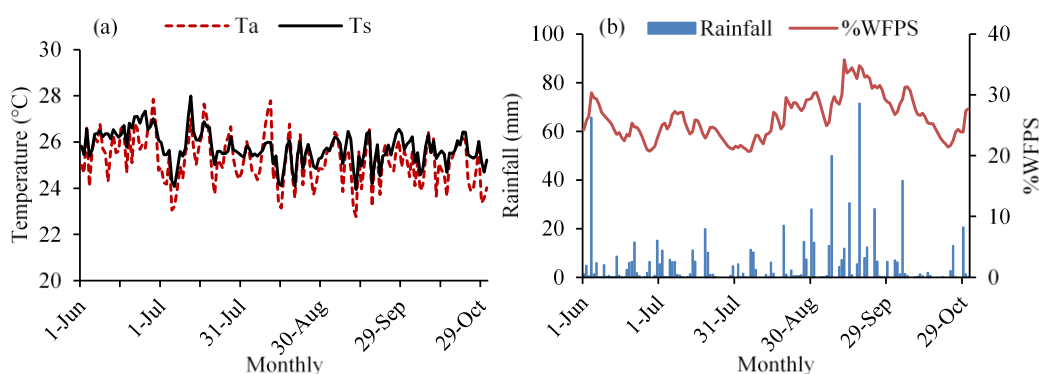 (a) Ta Ts
Temperature (°C)
30
28
26
24
22
20
1-Jun 1-Jul 31-Jul 30-Aug 29-Sep 29-Oct
Monthly
(b) Rainfall %WFPS
Rainfall (mm)
100
80
60
40
20
0
40
30
20
10
0
%WFPS
1-Jun 1-Jul 31-Jul 30-Aug 29-Sep 29-Oct
Monthly